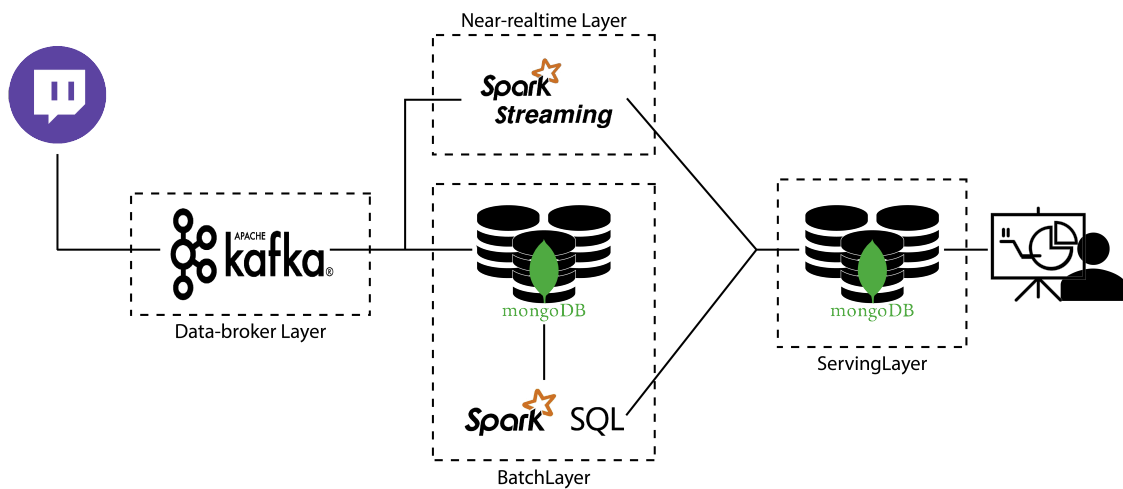 Near-realtime Layer
Spark
Streaming
APACHE
kafka®
Data-broker Layer
mongoDB
Spark SQL
BatchLayer
mongoDB
ServingLayer